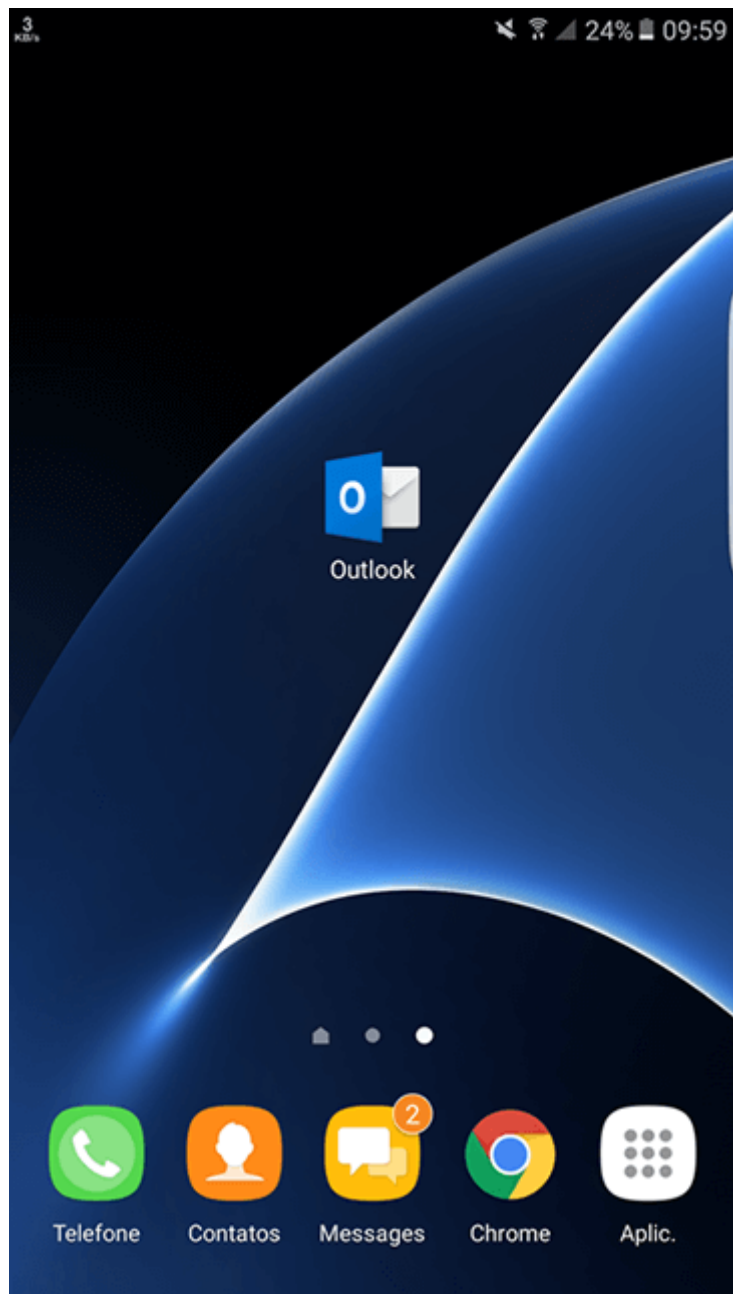 3
KB/s
24%
09:59
O
Outlook
2
Telefone
Contatos
Messages
Chrome
Aplic.